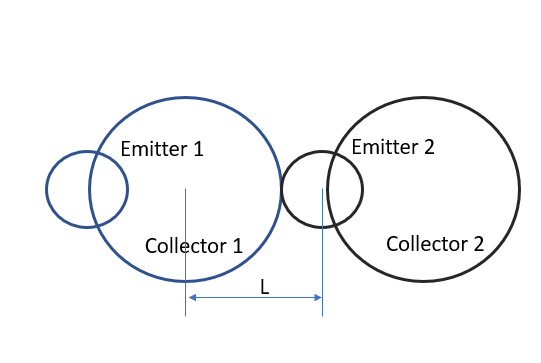 Emitter 1
Emitter 2
Collector 1
Collector 2
L